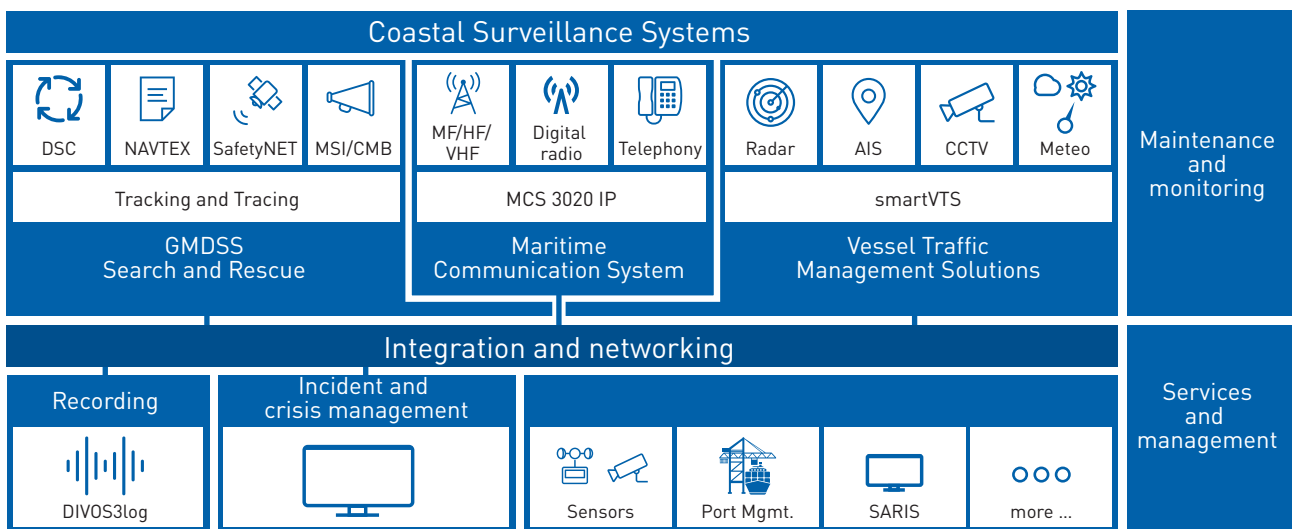 Coastal Surveillance Systems
DSC
NAVTEX
SafetyNET
MSI/CMB
Tracking and Tracing
GMDSS
Search and Rescue
MF/HF/
VHF
Digital
radio
Telephony
MCS 3020 IP
Maritime
Communication System
Radar
AIS
CCTV
Meteo
smartVTS
Vessel Traffic
Management Solutions
Maintenance
and
monitoring
Integration and networking
Recording
DIVOS3log
Incident and
crisis management
Sensors
Port Mgmt.
SARIS
more ...
Services
and
management